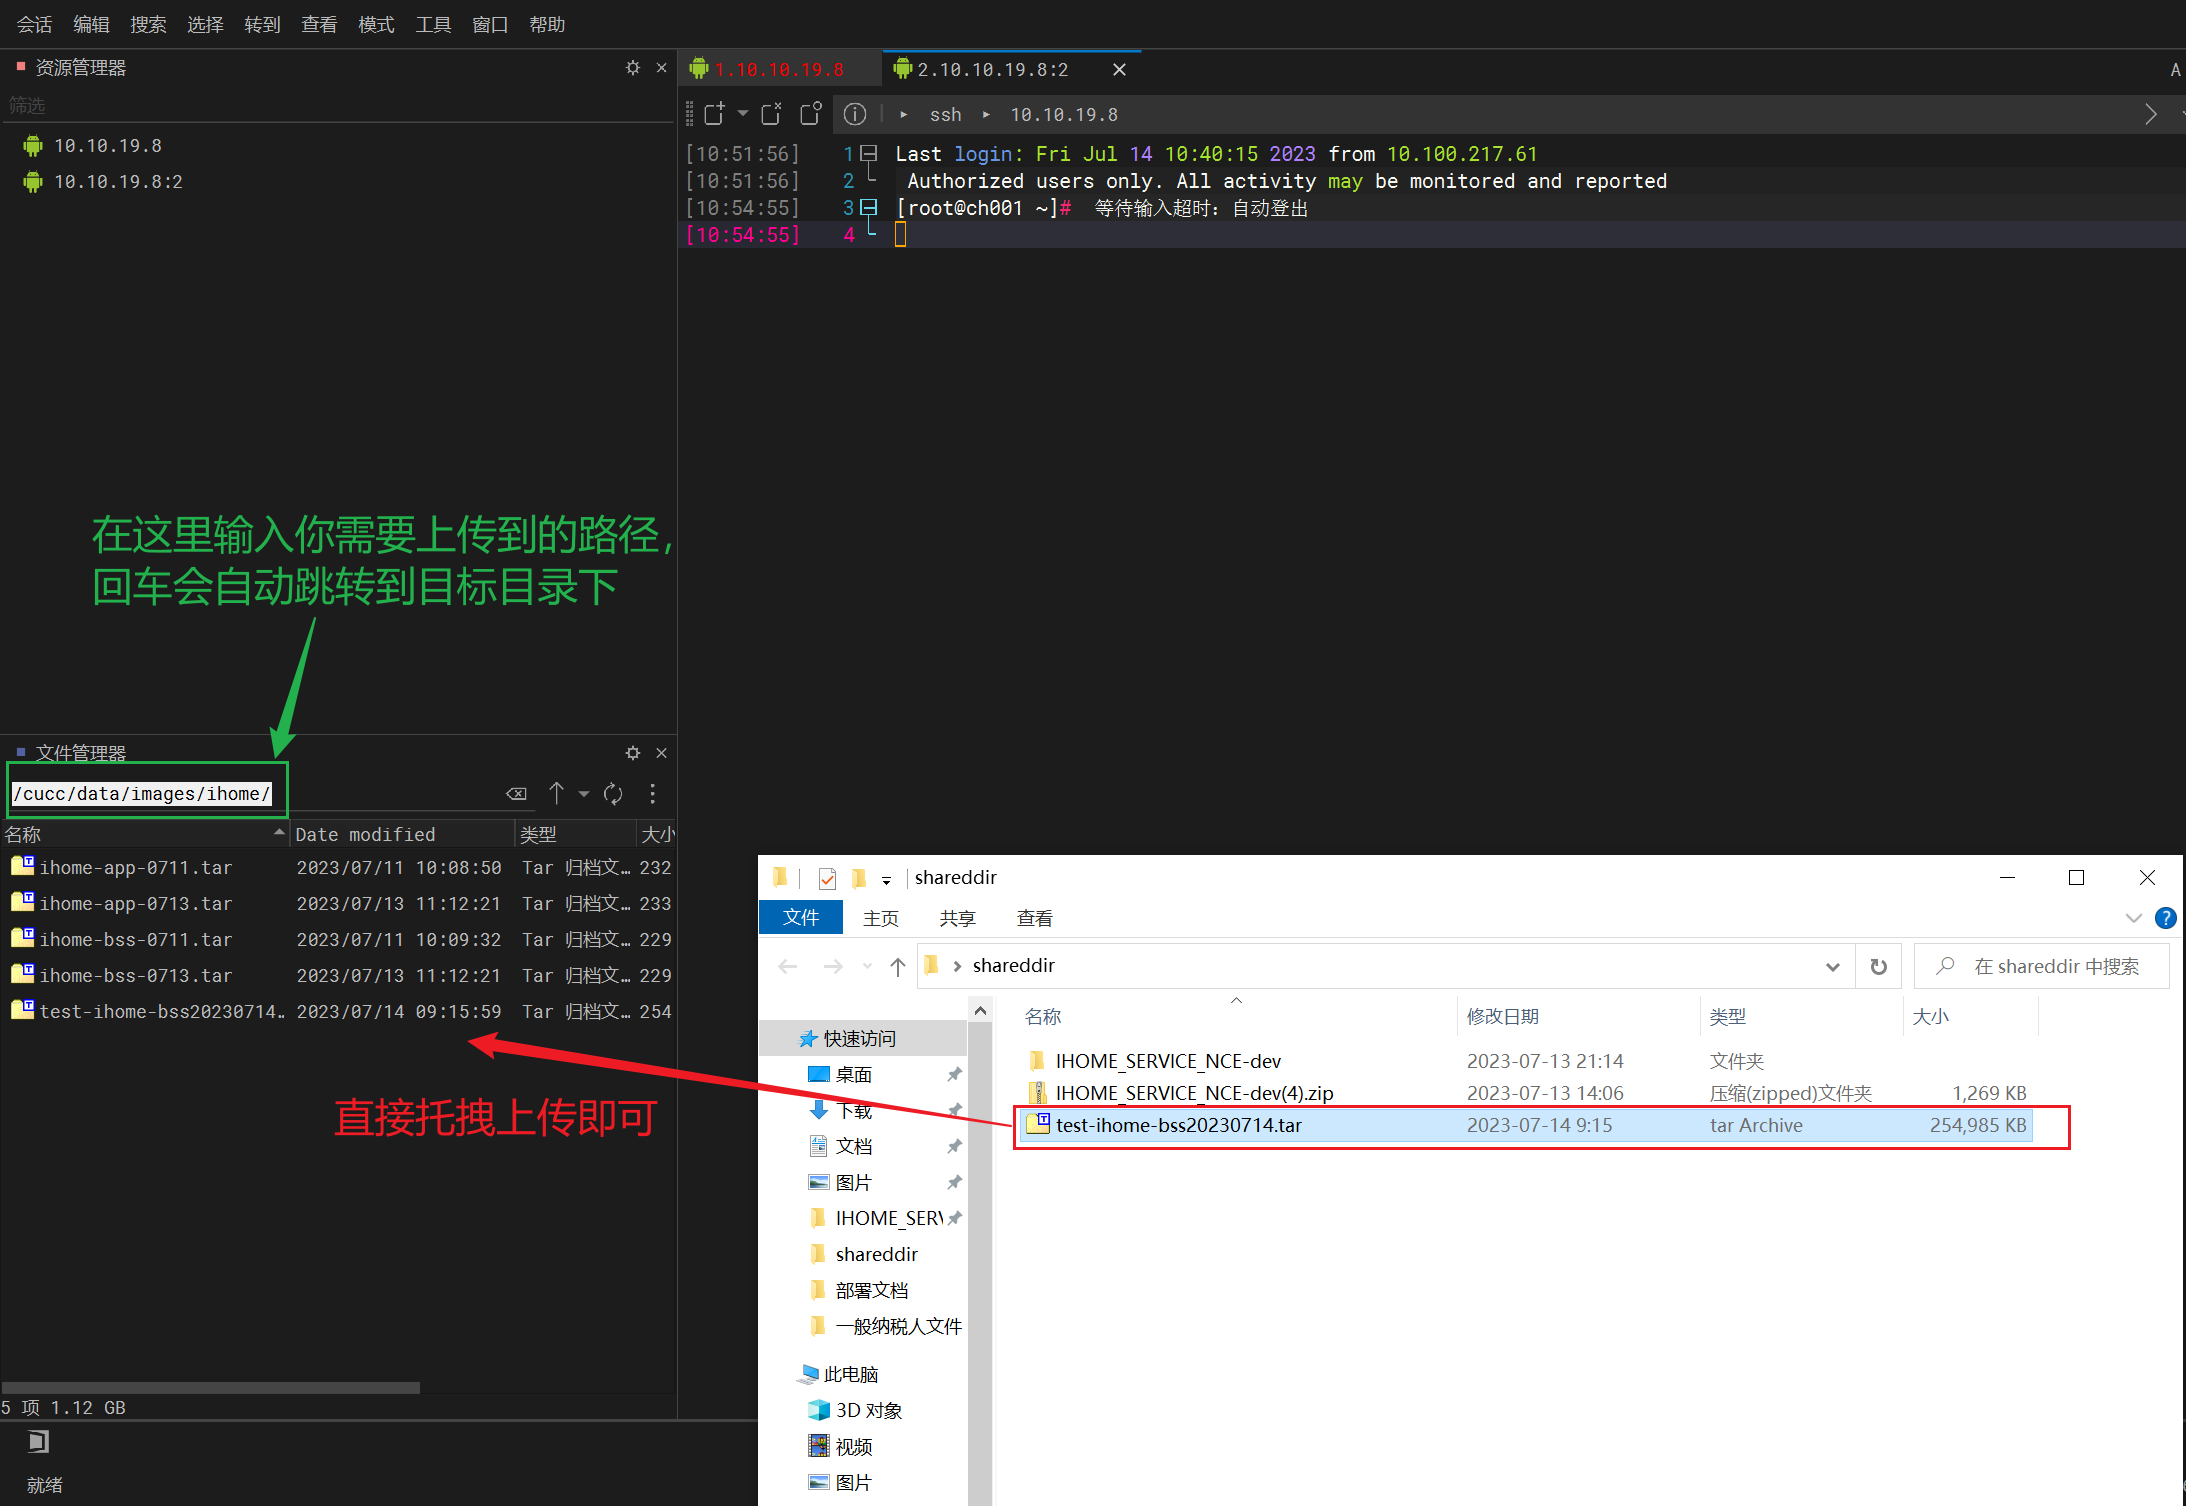 会话 编辑 搜索 选择 转到 查看 模式 工具 窗口 帮助
资源管理器
筛选
10.10.19.8
10.10.19.8:2
1.10.10.19.8
2.10.10.19.8:2
A
ssh 10.10.19.8
[10:51:56] 1 Last login: Fri Jul 14 10:40:15 2023 from 10.100.217.61
[10:51:56] 2 Authorized users only. All activity may be monitored and reported
[10:54:55] 3 [root@ch001 ~]# 等待输入超时：自动登出
[10:54:55] 4
在这里输入你需要上传到的路径，
回车会自动跳转到目标目录下
文件管理器
/cucc/data/images/ihome/
名称 Date modified 类型 大小
ihome-app-0711.tar 2023/07/11 10:08:50 Tar 归档文… 232
ihome-app-0713.tar 2023/07/13 11:12:21 Tar 归档文… 233
ihome-bss-0711.tar 2023/07/11 10:09:32 Tar 归档文… 229
ihome-bss-0713.tar 2023/07/13 11:12:21 Tar 归档文… 229
test-ihome-bss20230714… 2023/07/14 09:15:59 Tar 归档文… 254
直接托拽上传即可
5 项 1.12 GB
就绪
shareddir
文件 主页 共享 查看
shareddir
在 shareddir 中搜索
名称 修改日期 类型 大小
IHOME_SERVICE_NCE-dev 2023-07-13 21:14 文件夹
IHOME_SERVICE_NCE-dev(4).zip 2023-07-13 14:06 压缩(zipped)文件夹 1,269 KB
test-ihome-bss20230714.tar 2023-07-14 9:15 tar Archive 254,985 KB
快速访问
桌面
下载
文档
图片
IHOME_SERV
shareddir
部署文档
一般纳税人文件
此电脑
3D 对象
视频
图片